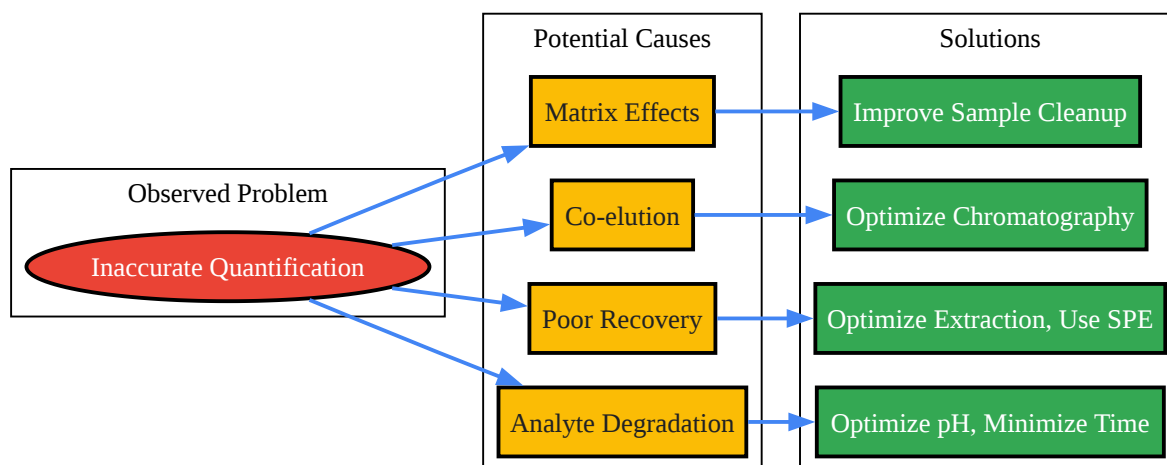 Observed Problem
Inaccurate Quantification
Potential Causes
Matrix Effects
Co-elution
Poor Recovery
Analyte Degradation
Solutions
Improve Sample Cleanup
Optimize Chromatography
Optimize Extraction, Use SPE
Optimize pH, Minimize Time